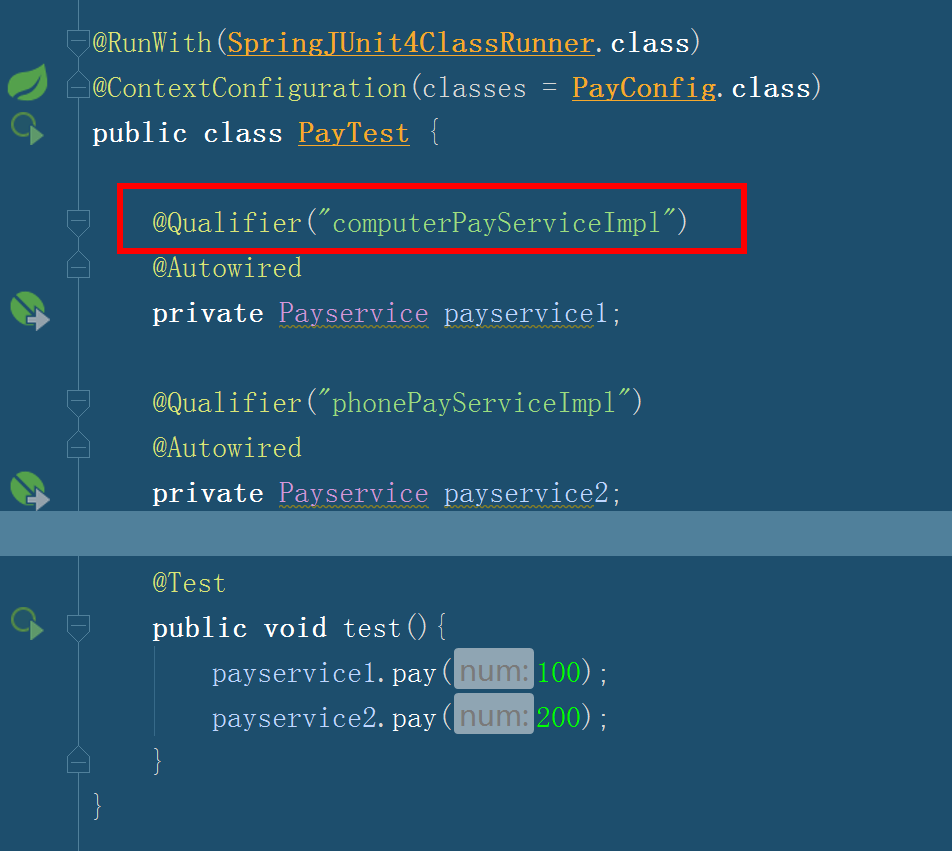 @RunWith(SpringJUnit4ClassRunner.class)
@ContextConfiguration(classes = PayConfig.class)
public class PayTest {
@Qualifier("computerPayServiceImpl")
@Autowired
private Payservice payservice1;
@Qualifier("phonePayServiceImpl")
@Autowired
private Payservice payservice2;
@Test
public void test(){
payservice1.pay( num: 100);
payservice2.pay( num: 200);
}
}